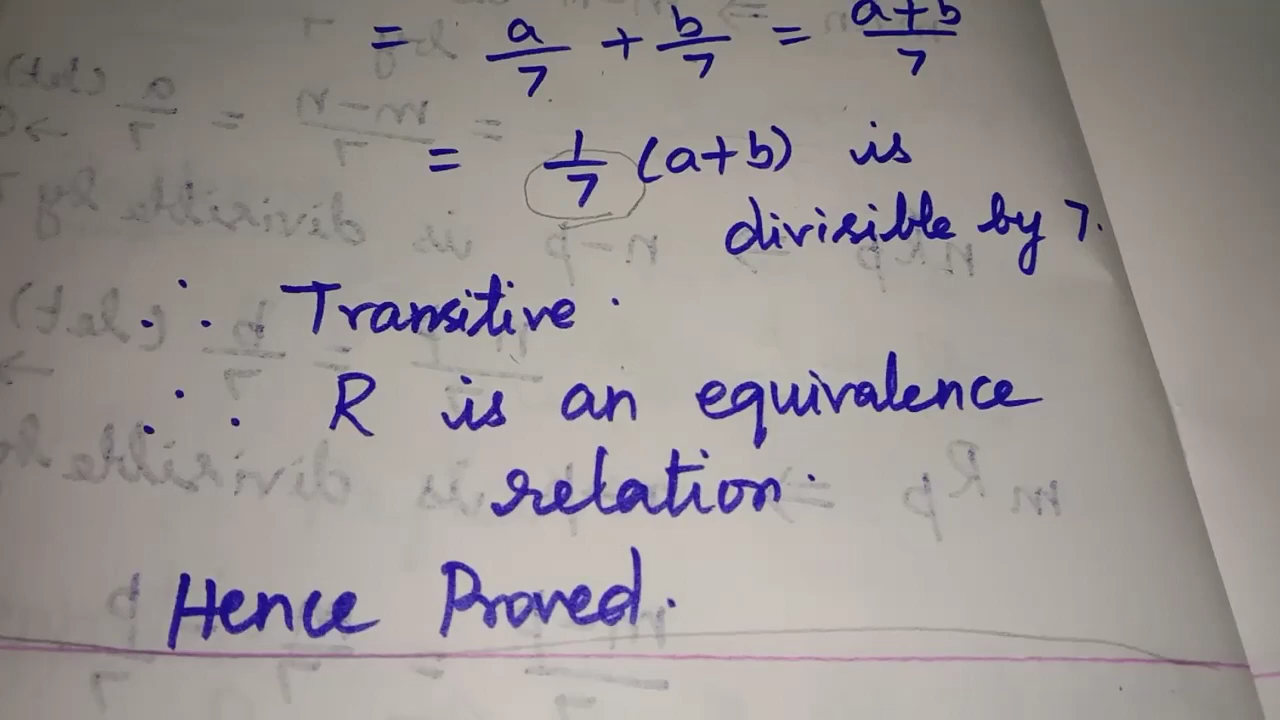 = a/7 + b/7 = a+b/7
= 1/7 (a+b) is
divisible by 7.
∴ Transitive.
∴ R is an equivalence
relation.
Hence Proved.